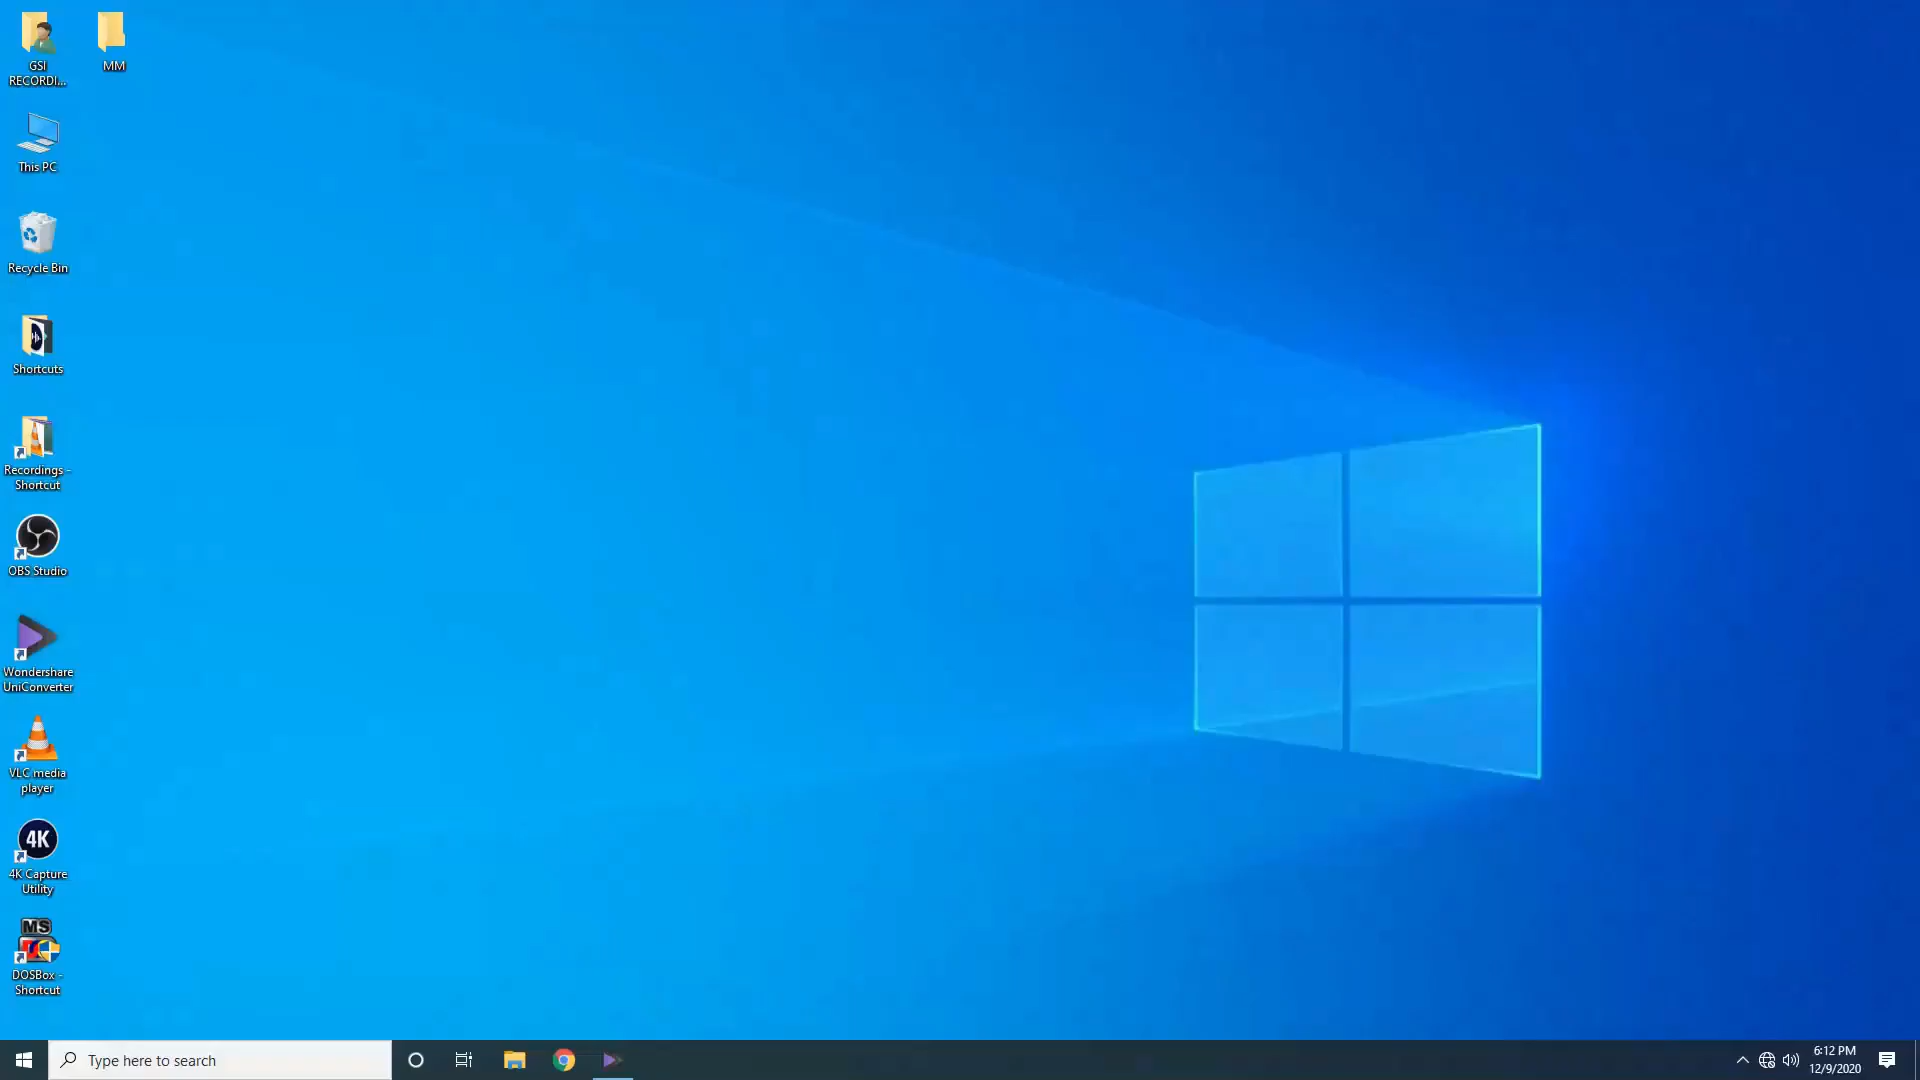 GSI
RECORDI...
MM
This PC
Recycle Bin
Shortcuts
Recordings -
Shortcut
OBS Studio
Wondershare
UniConverter
VLC media
player
4K
4K Capture
Utility
MS
DOSBox -
Shortcut
Type here to search
6:12 PM
12/9/2020